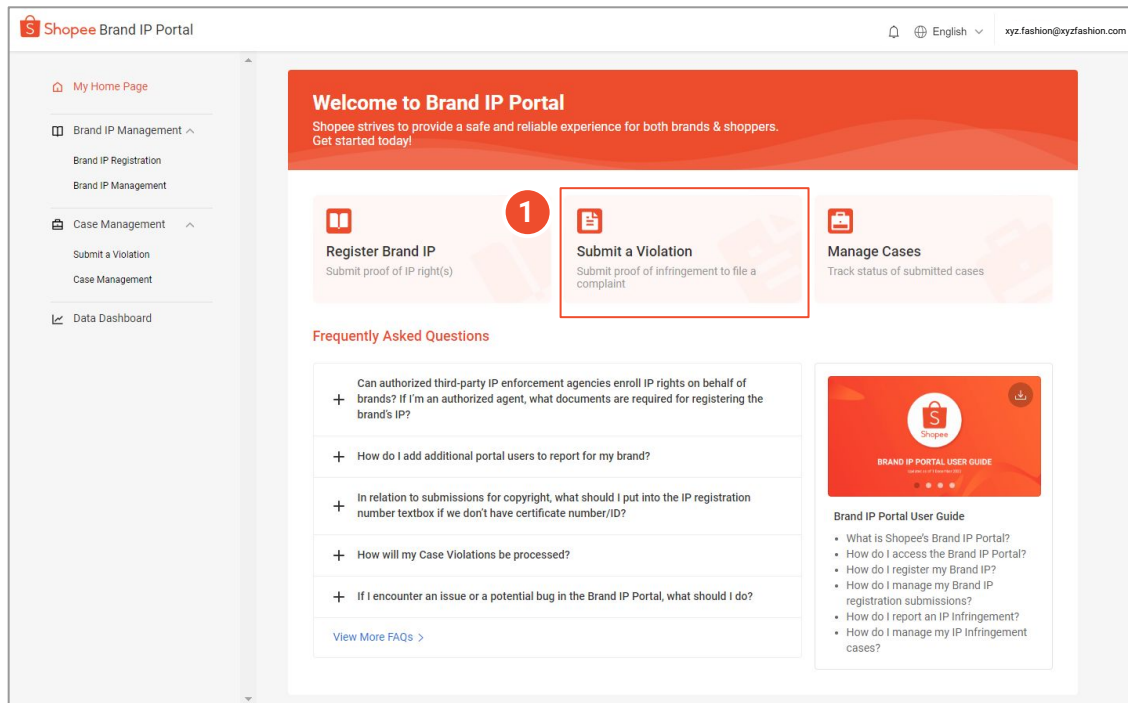 Shopee Brand IP Portal
English
xyz.fashion@xyzfashion.com
My Home Page
Brand IP Management
Brand IP Registration
Brand IP Management
Case Management
Submit a Violation
Case Management
Data Dashboard
Welcome to Brand IP Portal
Shopee strives to provide a safe and reliable experience for both brands & shoppers.
Get started today!
Register Brand IP
Submit proof of IP right(s)
1
Submit a Violation
Submit proof of infringement to file a
complaint
Manage Cases
Track status of submitted cases
Frequently Asked Questions
Can authorized third-party IP enforcement agencies enroll IP rights on behalf of
brands? If I'm an authorized agent, what documents are required for registering the
brand's IP?
How do I add additional portal users to report for my brand?
In relation to submissions for copyright, what should I put into the IP registration
number textbox if we don't have certificate number/ID?
How will my Case Violations be processed?
If I encounter an issue or a potential bug in the Brand IP Portal, what should I do?
View More FAQs >
Shopee
BRAND IP PORTAL USER GUIDE
Brand IP Portal User Guide
• What is Shopee's Brand IP Portal?
• How do I access the Brand IP Portal?
• How do I register my Brand IP?
• How do I manage my Brand IP
registration submissions?
• How do I report an IP Infringement?
• How do I manage my IP Infringement
cases?